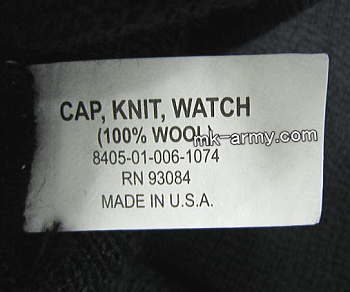 CAP, KNIT, WATCH
(100% WOOL)
mk-army.com
8405-01-006-1074
RN 93084
MADE IN U.S.A.